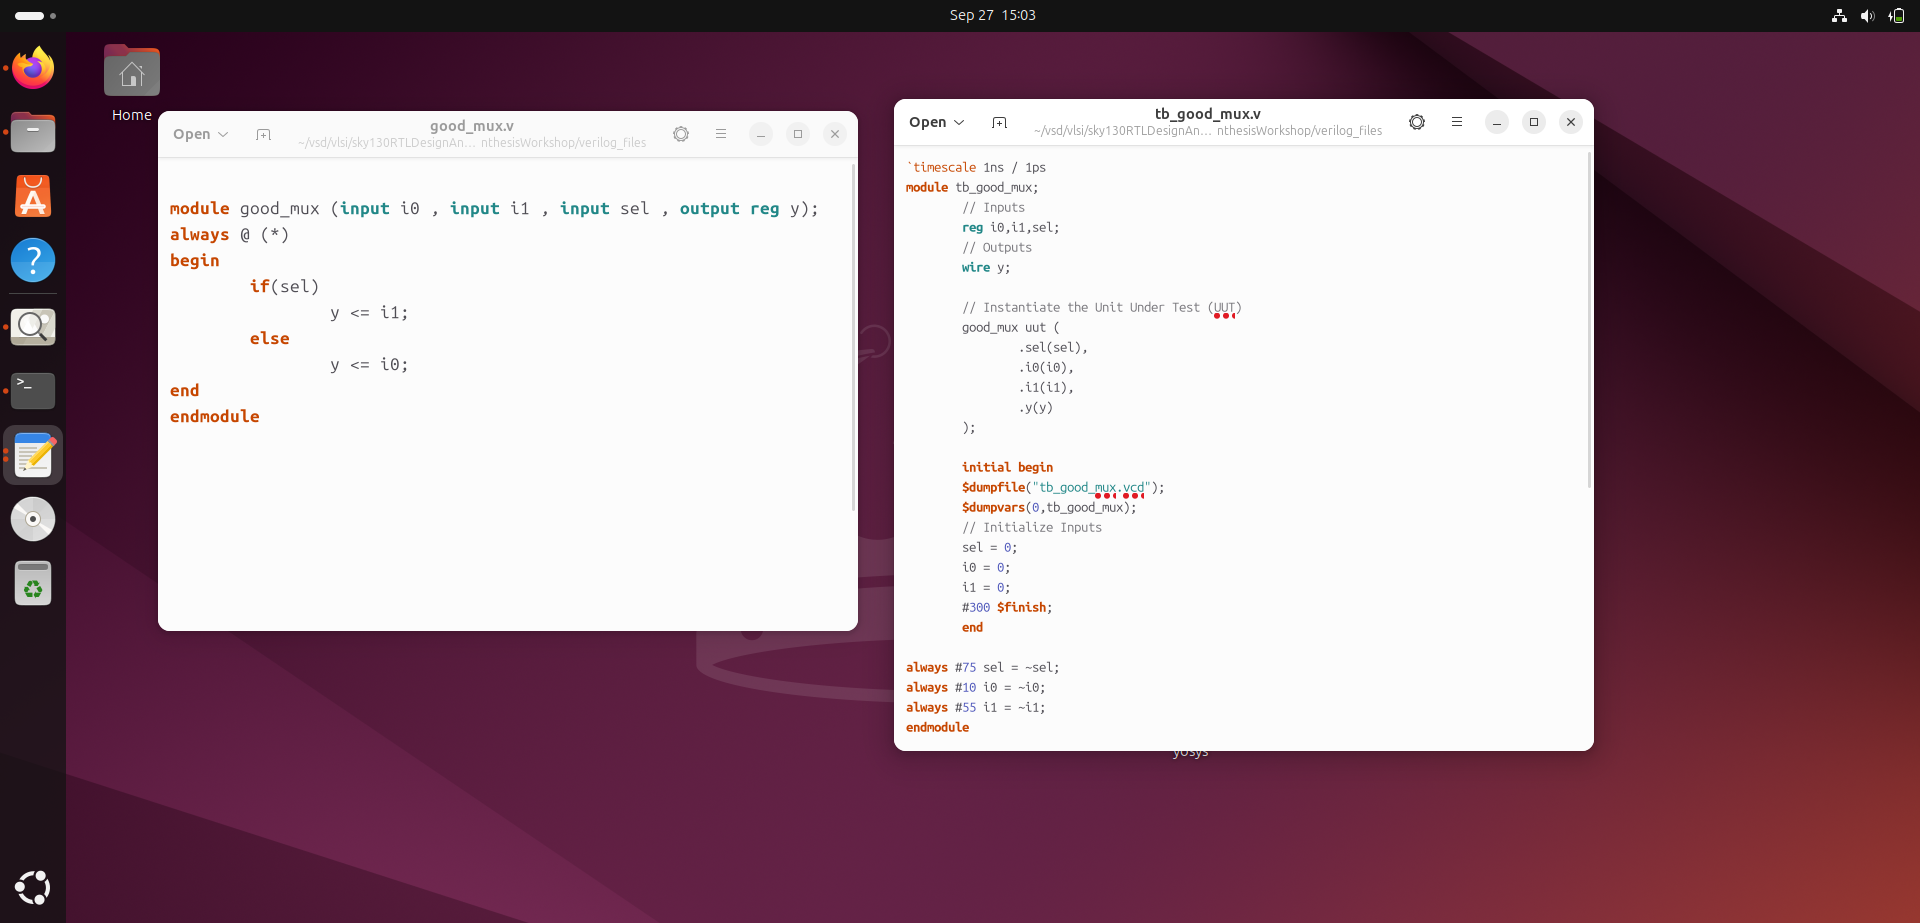 Sep 27 15:03
Home
Open
good_mux.v
~/vsd/vlsi/sky130RTLDesignAn... nthesisWorkshop/verilog_files
module good_mux (input i0 , input i1 , input sel , output reg y);
always @ (*)
begin
if(sel)
y <= i1;
else
y <= i0;
end
endmodule
Open
tb_good_mux.v
~/vsd/vlsi/sky130RTLDesignAn... nthesisWorkshop/verilog_files
`timescale 1ns / 1ps
module tb_good_mux;
// Inputs
reg i0,i1,sel;
// Outputs
wire y;
// Instantiate the Unit Under Test (UUT)
good_mux uut (
.sel(sel),
.i0(i0),
.i1(i1),
.y(y)
);
initial begin
$dumpfile("tb_good_mux.vcd");
$dumpvars(0,tb_good_mux);
// Initialize Inputs
sel = 0;
i0 = 0;
i1 = 0;
#300 $finish;
end
always #75 sel = ~sel;
always #10 i0 = ~i0;
always #55 i1 = ~i1;
endmodule
yosys